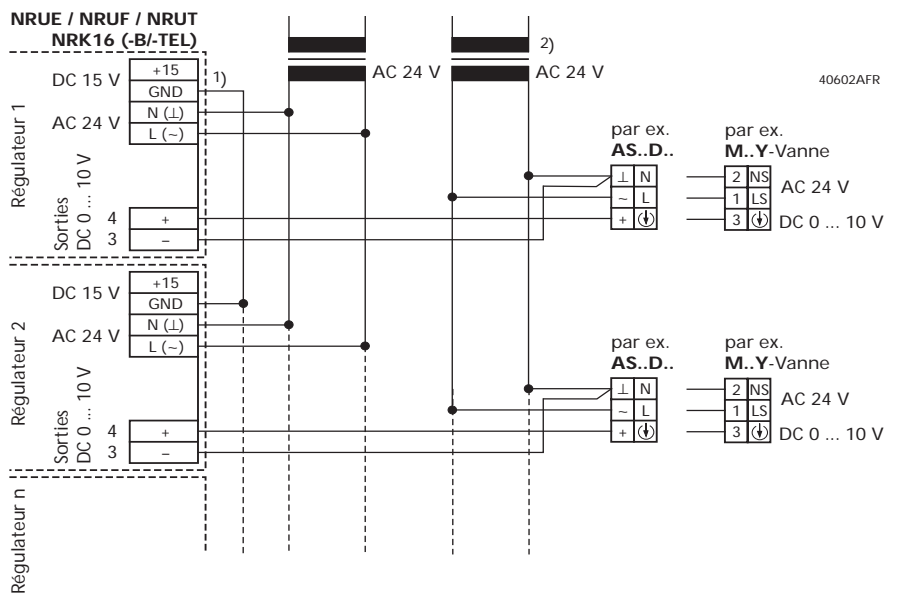 NRUE / NRUF / NRUT
NRK16 (-B/-TEL)
2)
AC 24 V
AC 24 V
40602AFR
Régulateur 1
DC 15 V
+15
1)
GND
AC 24 V
N (⊥)
L (~)
Sorties
DC 0 ... 10 V
4
+
3
–
par ex.
AS..D..
⊥ N
~ L
+
par ex.
M..Y-Vanne
2 NS
1 LS
3
AC 24 V
DC 0 ... 10 V
Régulateur 2
DC 15 V
+15
GND
AC 24 V
N (⊥)
L (~)
Sorties
DC 0 ... 10 V
4
+
3
–
par ex.
AS..D..
⊥ N
~ L
+
par ex.
M..Y-Vanne
2 NS
1 LS
3
AC 24 V
DC 0 ... 10 V
Régulateur n